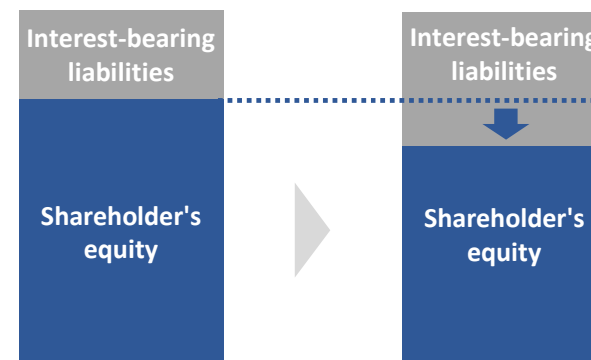 Interest-bearing
liabilities
Shareholder's
equity
Interest-bearing
liabilities
Shareholder's
equity